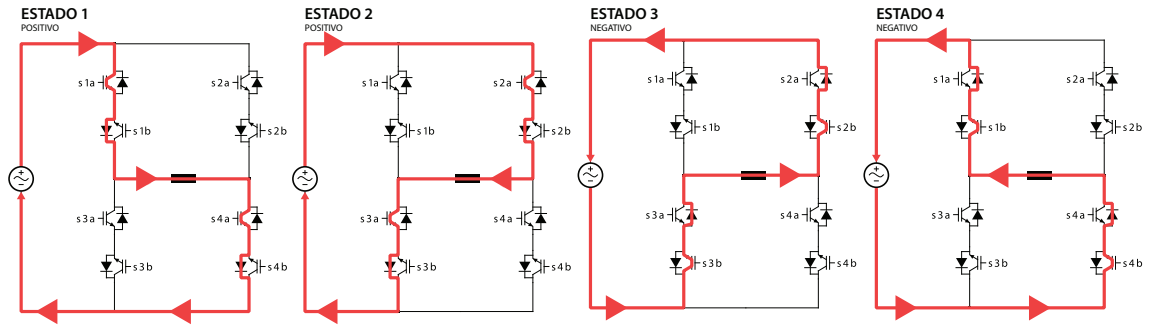 ESTADO 1
POSITIVO
s1a
s2a
s1b
s2b
s3a
s4a
s3b
s4b
ESTADO 2
POSITIVO
s1a
s2a
s1b
s2b
s3a
s4a
s3b
s4b
ESTADO 3
NEGATIVO
s1a
s2a
s1b
s2b
s3a
s4a
s3b
s4b
ESTADO 4
NEGATIVO
s1a
s2a
s1b
s2b
s3a
s4a
s3b
s4b